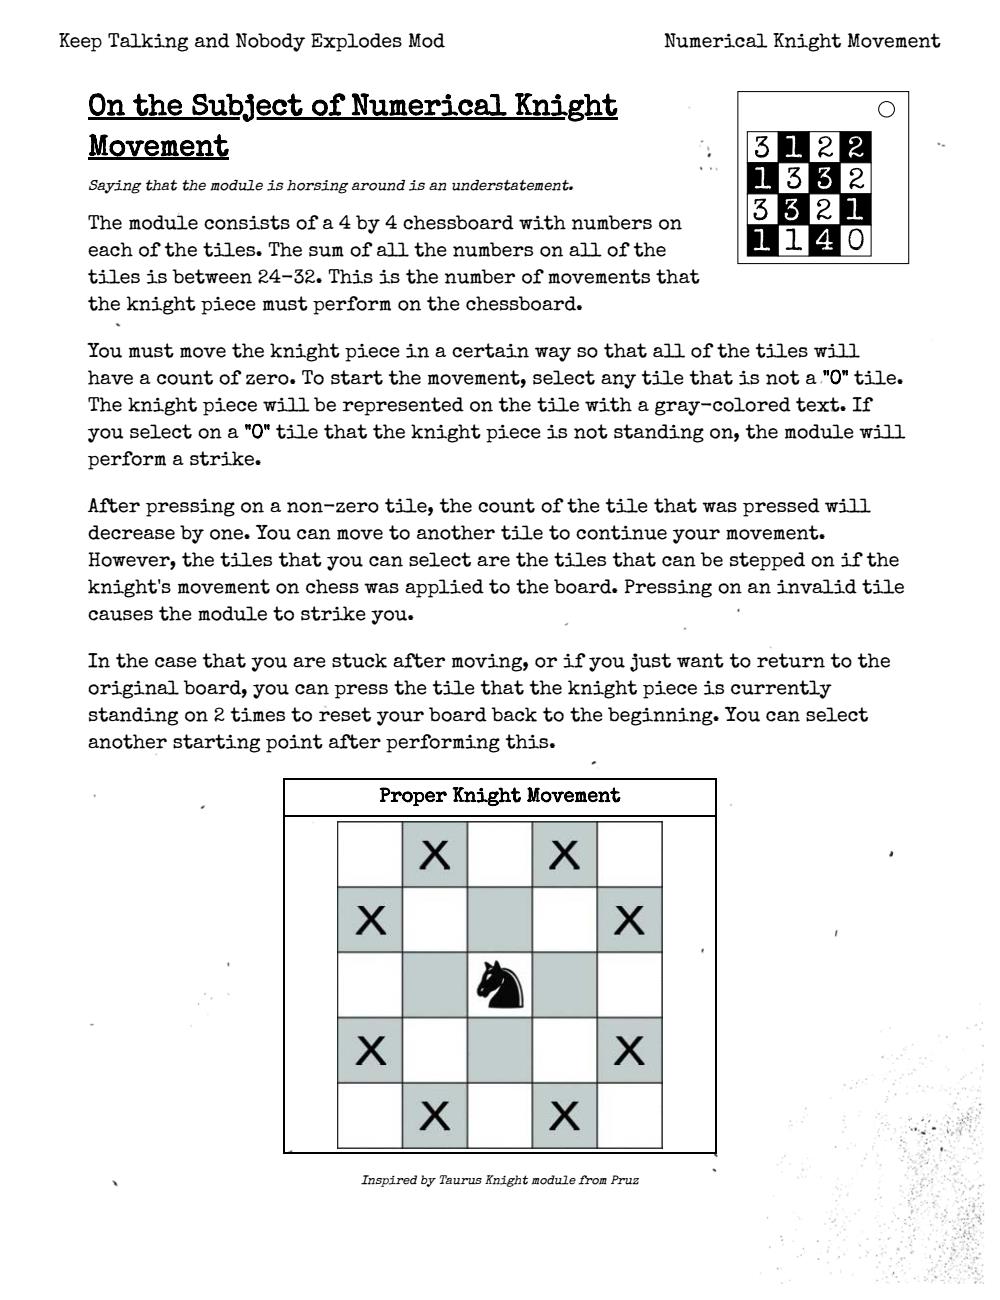 Keep Talking and Nobody Explodes Mod
Numerical Knight Movement
On the Subject of Numerical Knight
Movement
Saying that the module is horsing around is an understatement.
The module consists of a 4 by 4 chessboard with numbers on
each of the tiles. The sum of all the numbers on all of the
tiles is between 24-32. This is the number of movements that
the knight piece must perform on the chessboard.
3 1 2 2
1 3 3 2
3 3 2 1
1 1 4 0
You must move the knight piece in a certain way so that all of the tiles will
have a count of zero. To start the movement, select any tile that is not a "0" tile.
The knight piece will be represented on the tile with a gray-colored text. If
you select on a "0" tile that the knight piece is not standing on, the module will
perform a strike.
After pressing on a non-zero tile, the count of the tile that was pressed will
decrease by one. You can move to another tile to continue your movement.
However, the tiles that you can select are the tiles that can be stepped on if the
knight's movement on chess was applied to the board. Pressing on an invalid tile
causes the module to strike you.
In the case that you are stuck after moving, or if you just want to return to the
original board, you can press the tile that the knight piece is currently
standing on 2 times to reset your board back to the beginning. You can select
another starting point after performing this.
Proper Knight Movement
X X
X X
X X
X X
Inspired by Taurus Knight module from Pruz